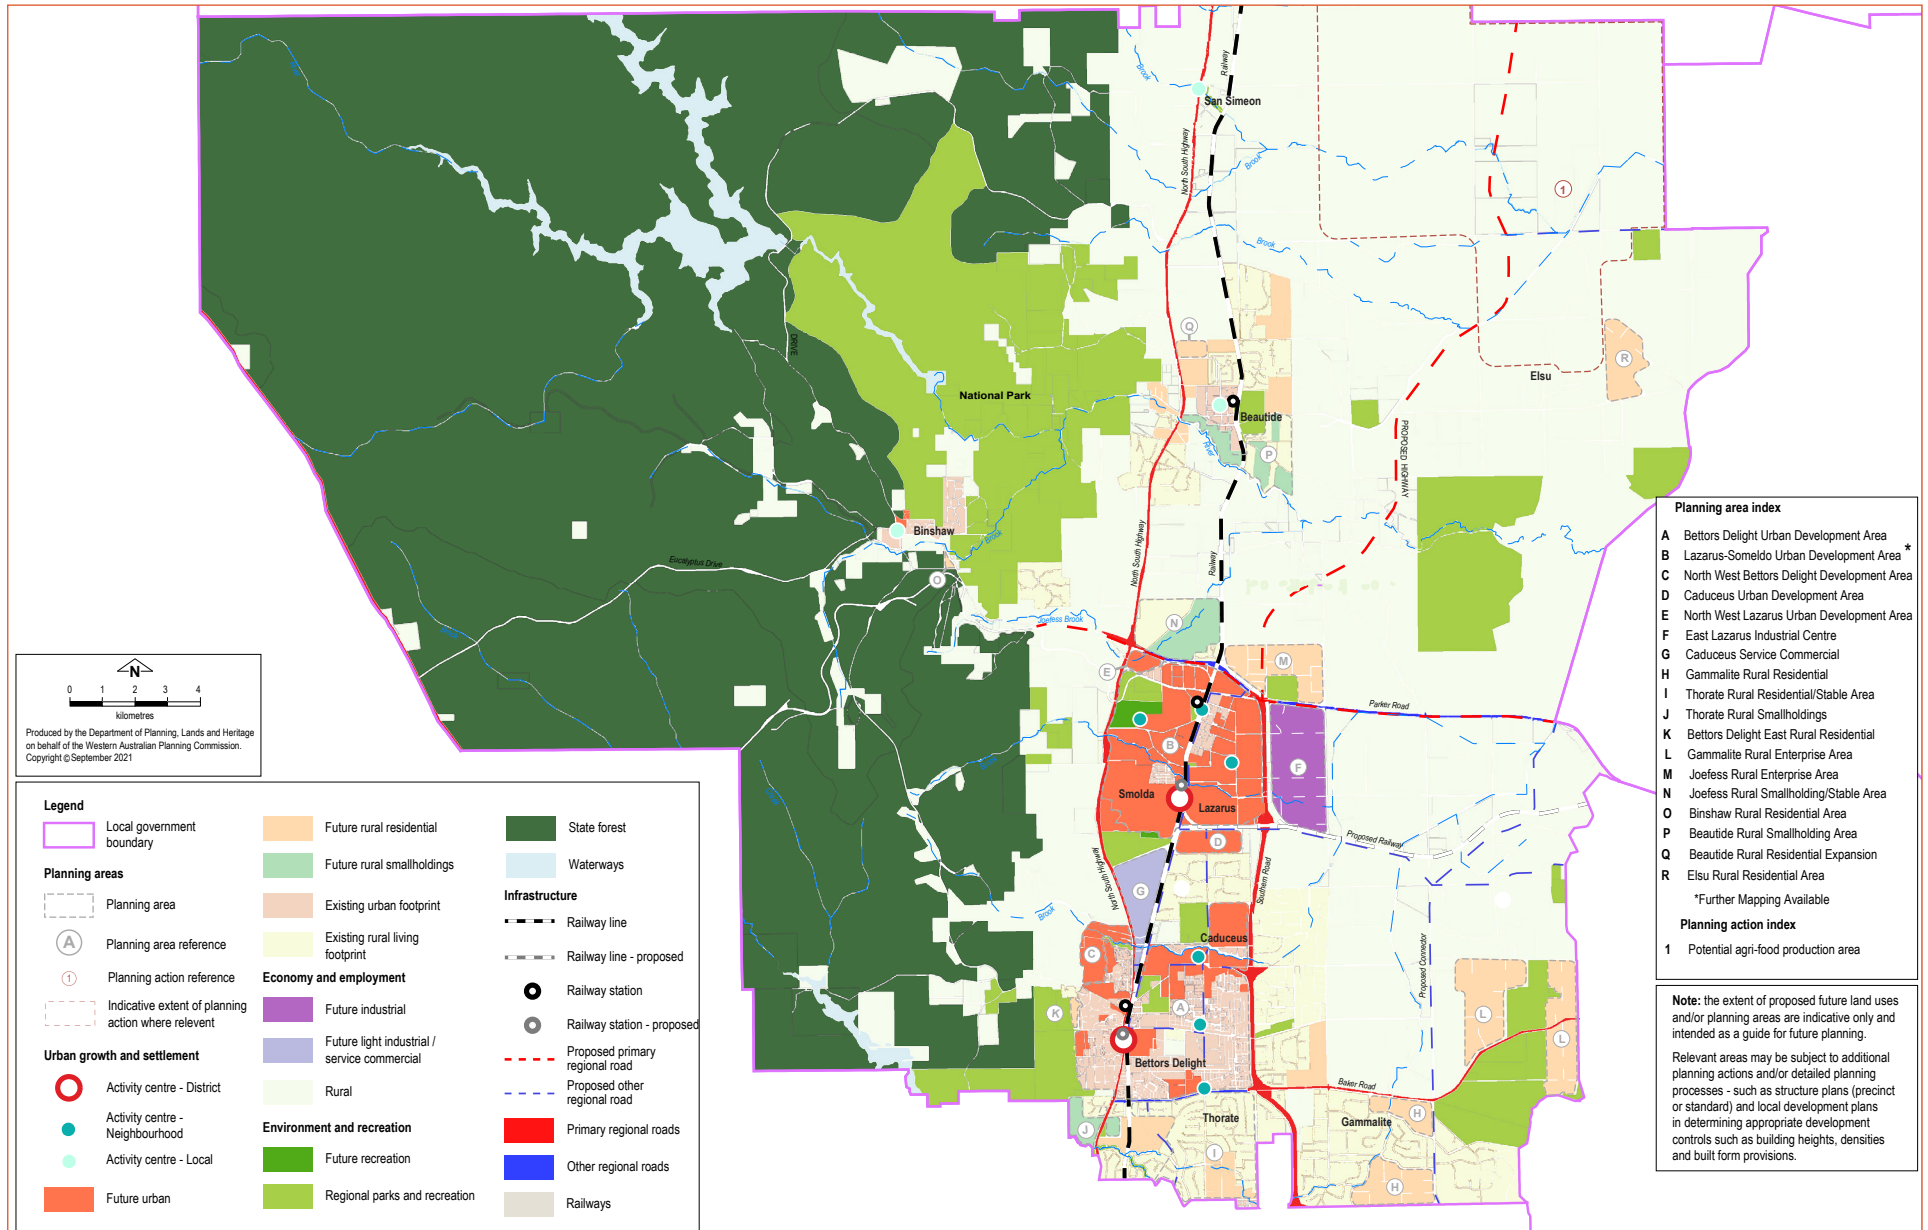 Brook
Railway
San Simeon
North South Highway
Brook
1
Brook
DRIVE
Q
R
Elsu
National Park
Beautide
PROPOSED HIGHWAY
River
P
Binshaw
Brook
Eucalyptus Drive
North South Highway
Railway
O
Joefess Brook
N
E
M
Parker Road
B
F
Smolda
Lazarus
Proposed Railway
D
North South Highway
G
Southern Road
Brook
Caduceus
C
Proposed Connector
A
K
L
L
Bettors Delight
Baker Road
Thorate
Gammalite
H
J
I
H
N
0 1 2 3 4
kilometres
Produced by the Department of Planning, Lands and Heritage
on behalf of the Western Australian Planning Commission.
Copyright © September 2021
Legend
Local government
boundary
Planning areas
Planning area
A
Planning area reference
1
Planning action reference
Indicative extent of planning
action where relevent
Urban growth and settlement
Activity centre - District
Activity centre -
Neighbourhood
Activity centre - Local
Future urban
Future rural residential
Future rural smallholdings
Existing urban footprint
Existing rural living
footprint
Economy and employment
Future industrial
Future light industrial /
service commercial
Rural
Environment and recreation
Future recreation
Regional parks and recreation
State forest
Waterways
Infrastructure
Railway line
Railway line - proposed
Railway station
Railway station - proposed
Proposed primary
regional road
Proposed other
regional road
Primary regional roads
Other regional roads
Railways
Planning area index
A Bettors Delight Urban Development Area
B Lazarus-Someldo Urban Development Area *
C North West Bettors Delight Development Area
D Caduceus Urban Development Area
E North West Lazarus Urban Development Area
F East Lazarus Industrial Centre
G Caduceus Service Commercial
H Gammalite Rural Residential
I Thorate Rural Residential/Stable Area
J Thorate Rural Smallholdings
K Bettors Delight East Rural Residential
L Gammalite Rural Enterprise Area
M Joefess Rural Enterprise Area
N Joefess Rural Smallholding/Stable Area
O Binshaw Rural Residential Area
P Beautide Rural Smallholding Area
Q Beautide Rural Residential Expansion
R Elsu Rural Residential Area
*Further Mapping Available
Planning action index
1 Potential agri-food production area
Note: the extent of proposed future land uses
and/or planning areas are indicative only and
intended as a guide for future planning.
Relevant areas may be subject to additional
planning actions and/or detailed planning
processes - such as structure plans (precinct
or standard) and local development plans
in determining appropriate development
controls such as building heights, densities
and built form provisions.